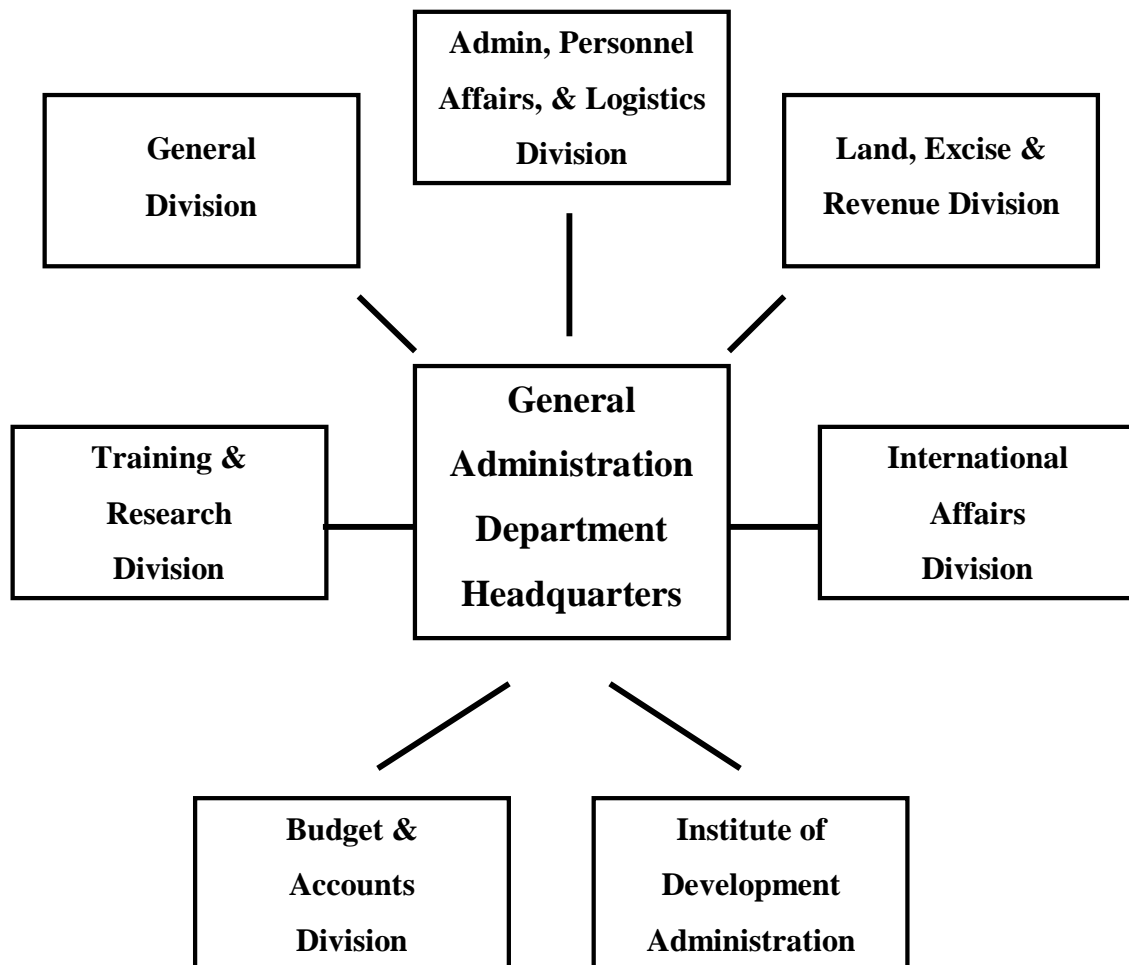 Admin, Personnel
Affairs, & Logistics
Division
General
Division
Land, Excise &
Revenue Division
General
Administration
Department
Headquarters
Training &
Research
Division
International
Affairs
Division
Budget &
Accounts
Division
Institute of
Development
Administration